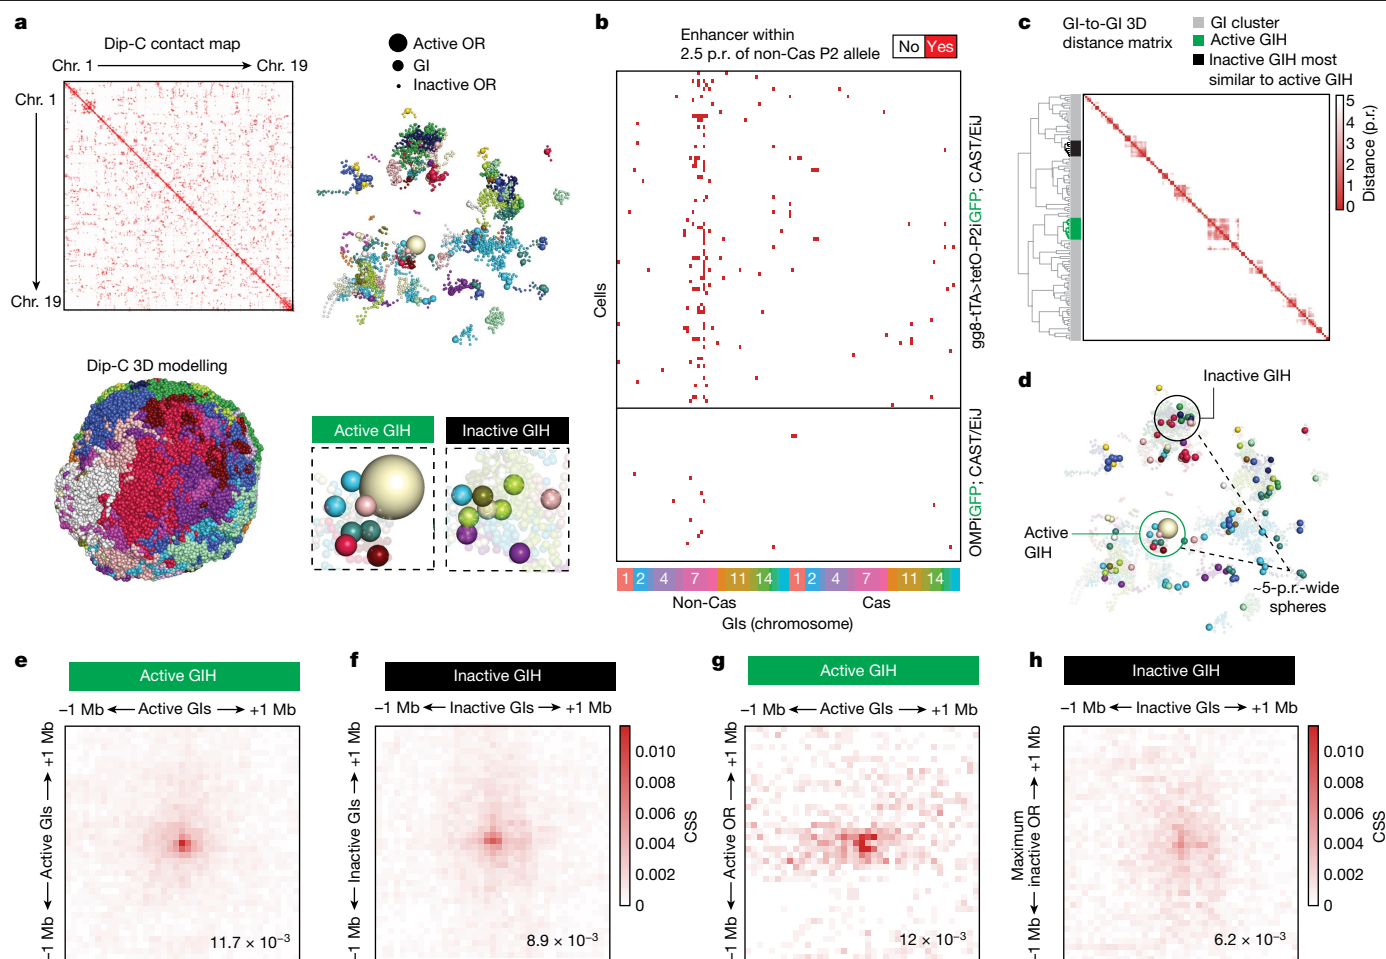 a
Dip-C contact map
Chr. 1 Chr. 19
Chr. 1
Chr. 19
Active OR
GI
Inactive OR
Dip-C 3D modelling
Active GIH
Inactive GIH
b
Enhancer within
2.5 p.r. of non-Cas P2 allele
No Yes
Cells
gg8-tTA>tetO-P2iGFP; CAST/EiJ
OMPiGFP; CAST/EiJ
1 2 4 7 11 14 1 2 4 7 11 14
Non-Cas Cas
GIs (chromosome)
c
GI-to-GI 3D
distance matrix
GI cluster
Active GIH
Inactive GIH most
similar to active GIH
5
4
3
2
1
0
Distance (p.r.)
d
Inactive GIH
Active
GIH
~5-p.r.-wide
spheres
e
Active GIH
−1 Mb Active GIs +1 Mb
−1 Mb Active GIs +1 Mb
11.7 × 10−3
f
Inactive GIH
−1 Mb Inactive GIs +1 Mb
−1 Mb Inactive GIs +1 Mb
8.9 × 10−3
0.010
0.008
0.006
0.004
0.002
0
CSS
g
Active GIH
−1 Mb Active GIs +1 Mb
−1 Mb Active OR +1 Mb
12 × 10−3
h
Inactive GIH
−1 Mb Inactive GIs +1 Mb
Maximum
−1 Mb inactive OR +1 Mb
6.2 × 10−3
0.010
0.008
0.006
0.004
0.002
0
CSS